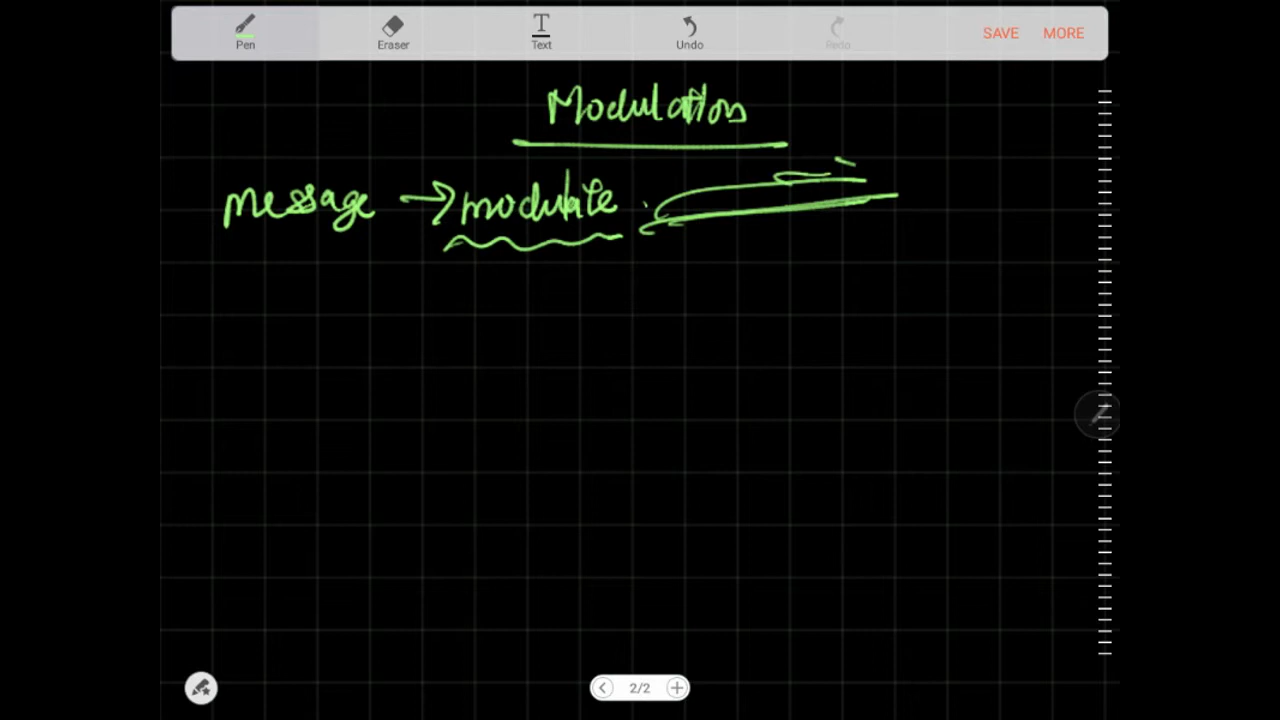 Pen Eraser Text Undo Redo SAVE MORE
Modulation
message → modulate
2/2